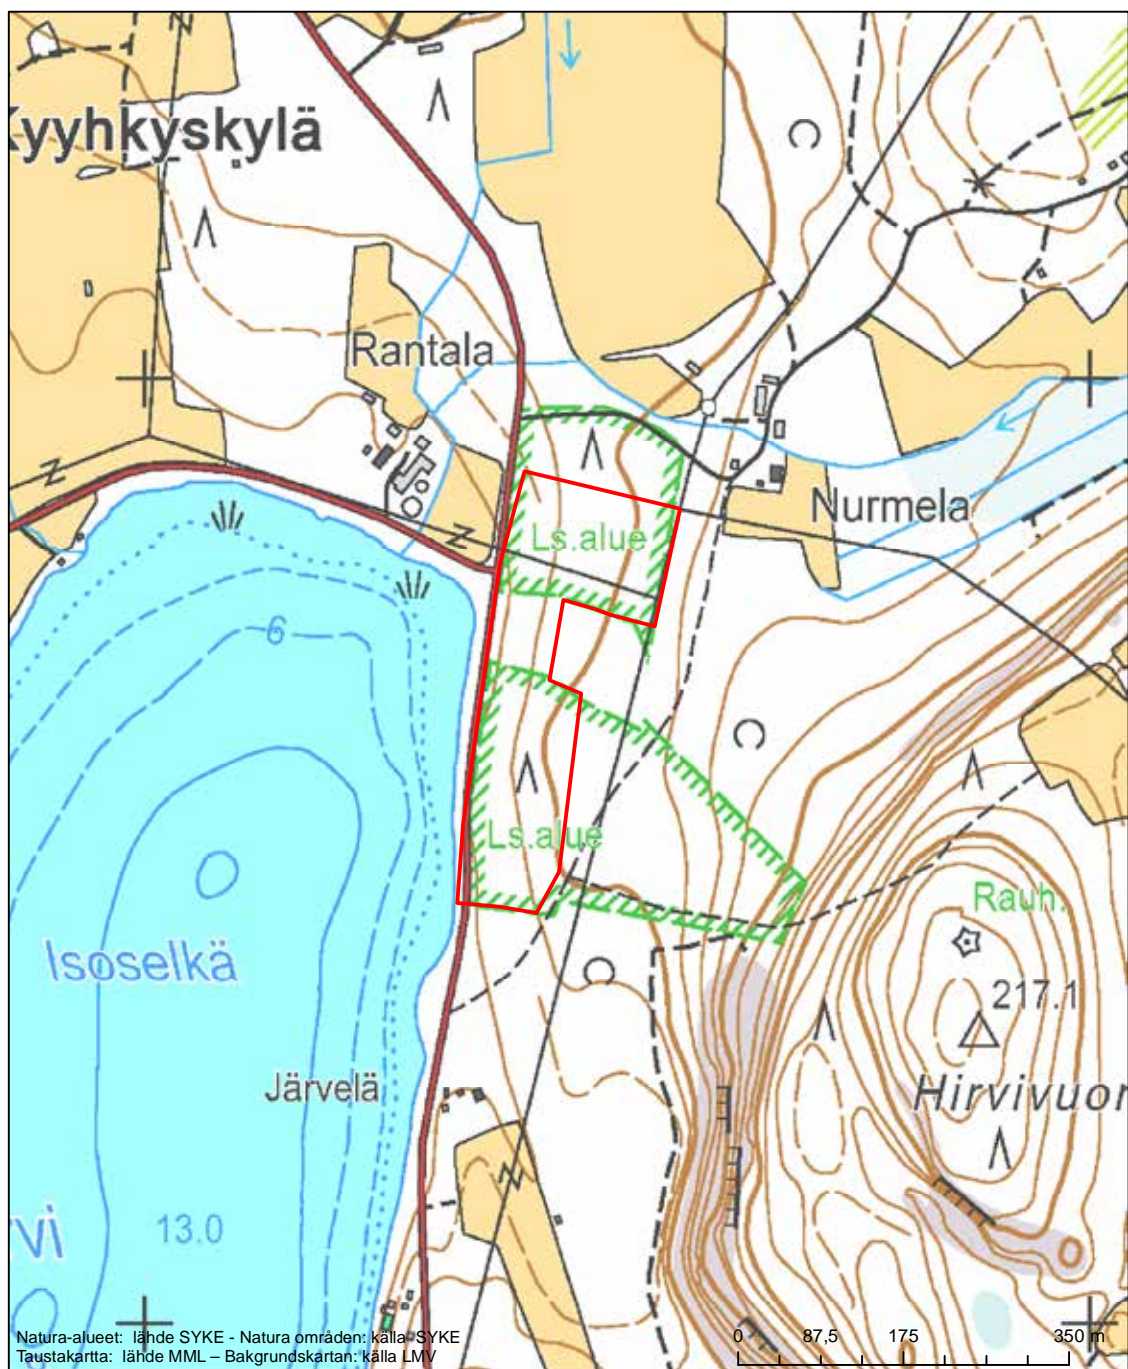 Kyyhkyskylä
Rantala
Nurmela
Ls.alue
6
Ls.alue
Rauh.
Isoselkä
217.1
Järvelä
Hirvivuor
rvi
13.0
Natura-alueet: lähde SYKE - Natura områden: källa SYKE
Taustakartta: lähde MML – Bakgrundskartan: källa LMV
0 87,5 175 350 m